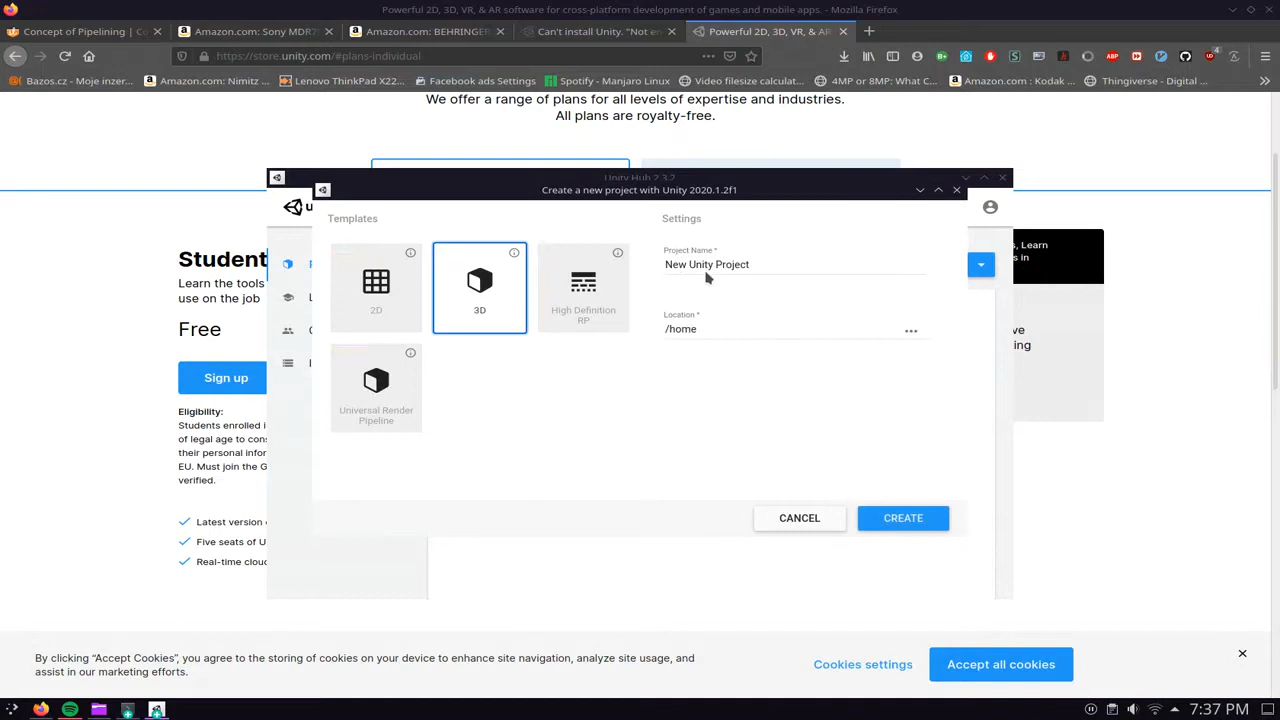 Powerful 2D, 3D, VR, & AR software for cross-platform development of games and mobile apps. - Mozilla Firefox
Concept of Pipelining | Co
Amazon.com: Sony MDR7
Amazon.com: BEHRINGER
Can't install Unity. "Not en
Powerful 2D, 3D, VR, & AR
https://store.unity.com/#plans-individual
Bazos.cz - Moje inzer...
Amazon.com: Nimitz ...
Lenovo ThinkPad X22...
Facebook ads Settings
Spotify - Manjaro Linux
Video filesize calculat...
4MP or 8MP: What C...
Amazon.com : Kodak ...
Thingiverse - Digital ...
We offer a range of plans for all levels of expertise and industries.
All plans are royalty-free.
Unity Hub 2.3.2
Create a new project with Unity 2020.1.2f1
u
Templates
Settings
2D
3D
High Definition
RP
Universal Render
Pipeline
Project Name *
New Unity Project
Location *
/home
CANCEL
CREATE
Student
Learn the tools
use on the job
Free
Sign up
Eligibility:
Students enrolled i
of legal age to cons
their personal infor
EU. Must join the G
verified.
Latest version o
Five seats of U
Real-time cloud
s, Learn
s in
ve
ing
By clicking “Accept Cookies”, you agree to the storing of cookies on your device to enhance site navigation, analyze site usage, and
assist in our marketing efforts.
Cookies settings
Accept all cookies
7:37 PM